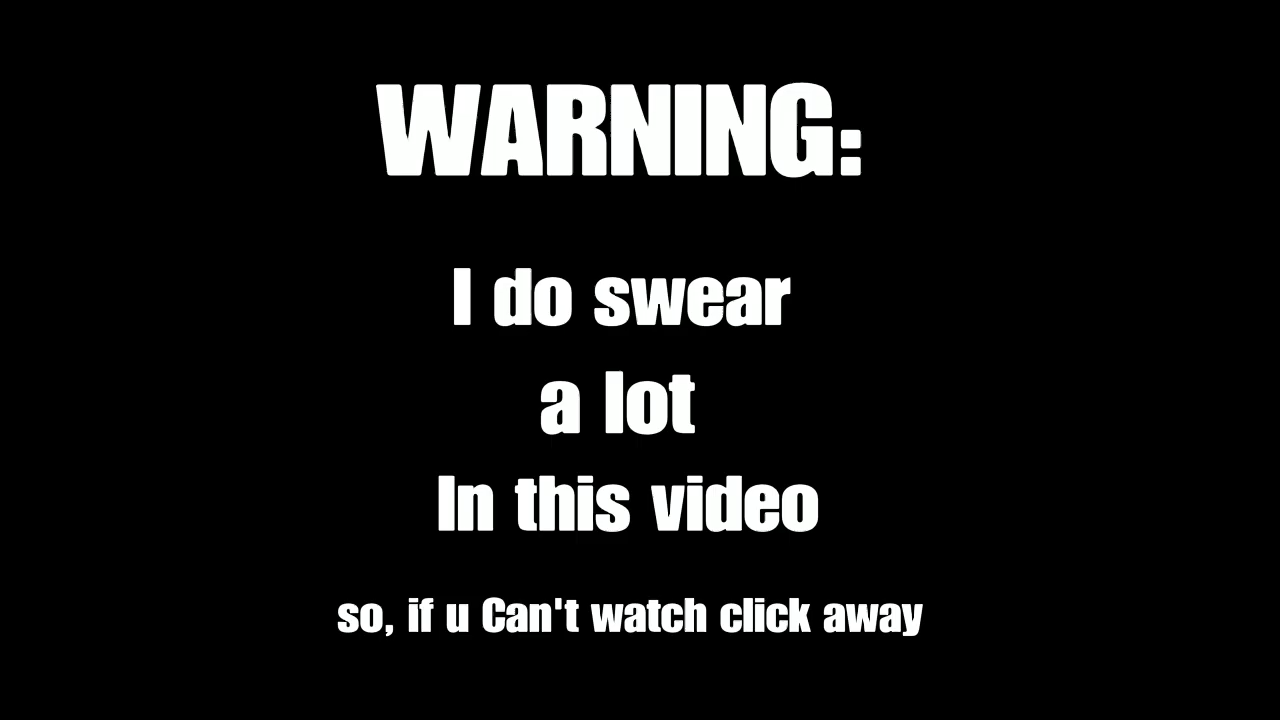 WARNING:
I do swear
a lot
In this video
so, if u Can't watch click away